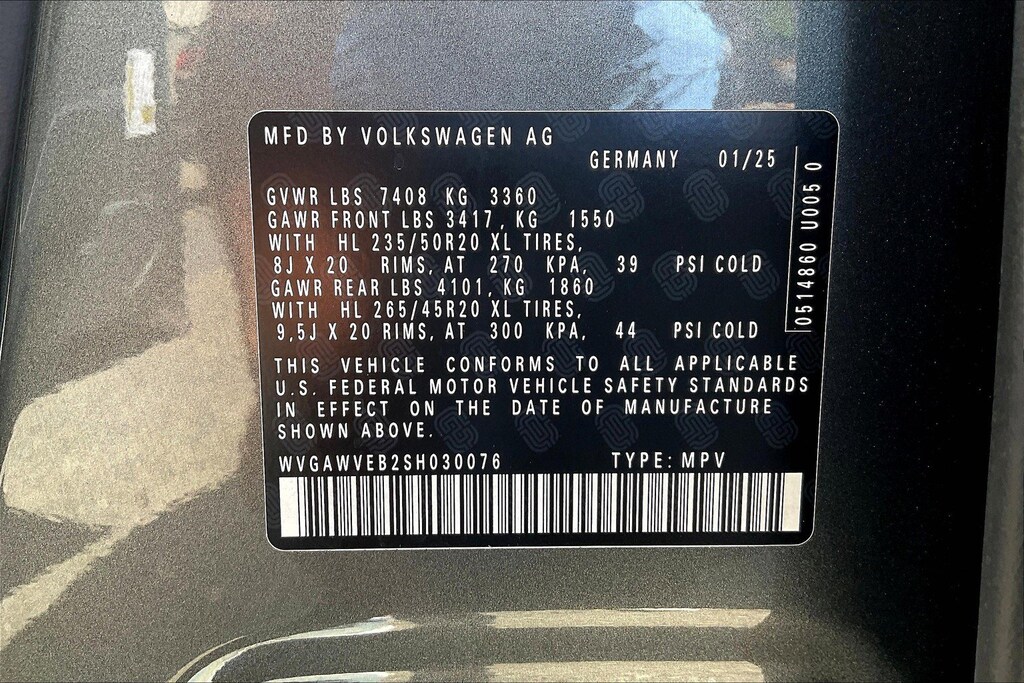 MFD BY VOLKSWAGEN AG
GERMANY 01/25
GVWR LBS 7408 KG 3360
GAWR FRONT LBS 3417, KG 1550
WITH HL 235/50R20 XL TIRES,
8J X 20 RIMS, AT 270 KPA, 39 PSI COLD
GAWR REAR LBS 4101, KG 1860
WITH HL 265/45R20 XL TIRES,
9,5J X 20 RIMS, AT 300 KPA, 44 PSI COLD
THIS VEHICLE CONFORMS TO ALL APPLICABLE
U.S. FEDERAL MOTOR VEHICLE SAFETY STANDARDS
IN EFFECT ON THE DATE OF MANUFACTURE
SHOWN ABOVE.
WVGAWVEB2SH030076 TYPE: MPV
0514860 U005 0